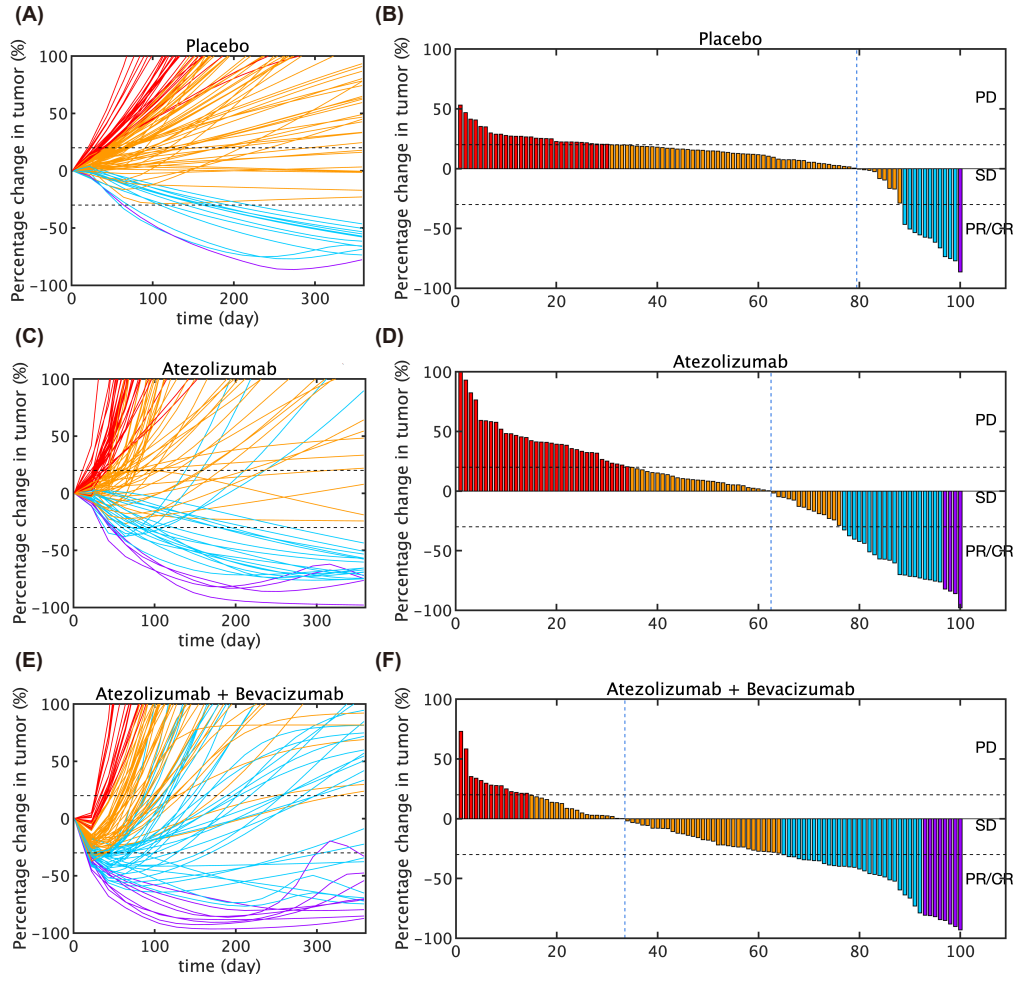 (A)
Placebo
Percentage change in tumor (%)
100
50
0
−50
−100
0
100
200
300
time (day)
(B)
Placebo
Percentage change in tumor (%)
100
50
0
−50
−100
0
20
40
60
80
100
PD
SD
PR/CR
(C)
Atezolizumab
Percentage change in tumor (%)
100
50
0
−50
−100
0
100
200
300
time (day)
(D)
Atezolizumab
Percentage change in tumor (%)
100
50
0
−50
−100
0
20
40
60
80
100
PD
SD
PR/CR
(E)
Atezolizumab + Bevacizumab
Percentage change in tumor (%)
100
50
0
−50
−100
0
100
200
300
time (day)
(F)
Atezolizumab + Bevacizumab
Percentage change in tumor (%)
100
50
0
−50
−100
0
20
40
60
80
100
PD
SD
PR/CR